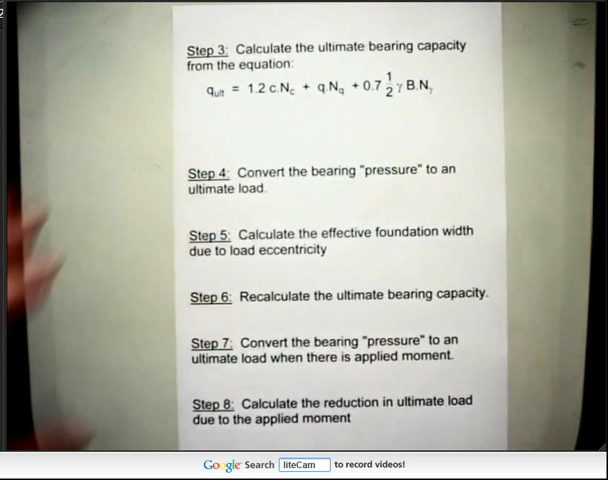 Step 3: Calculate the ultimate bearing capacity
from the equation:
qult = 1.2 c.Nc + q.Nq + 0.7 1/2 γ B.Nγ
Step 4: Convert the bearing "pressure" to an
ultimate load.
Step 5: Calculate the effective foundation width
due to load eccentricity
Step 6: Recalculate the ultimate bearing capacity.
Step 7: Convert the bearing "pressure" to an
ultimate load when there is applied moment.
Step 8: Calculate the reduction in ultimate load
due to the applied moment
Google Search liteCam to record videos!